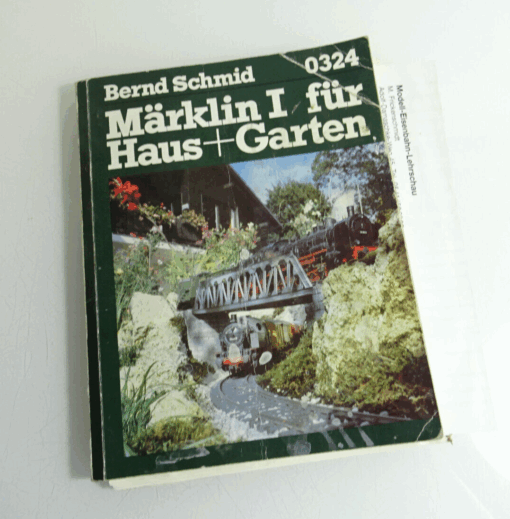 Bernd Schmid
0324
Märklin I für
Haus+Garten
Modell-Eisenbahn-Lehrschau